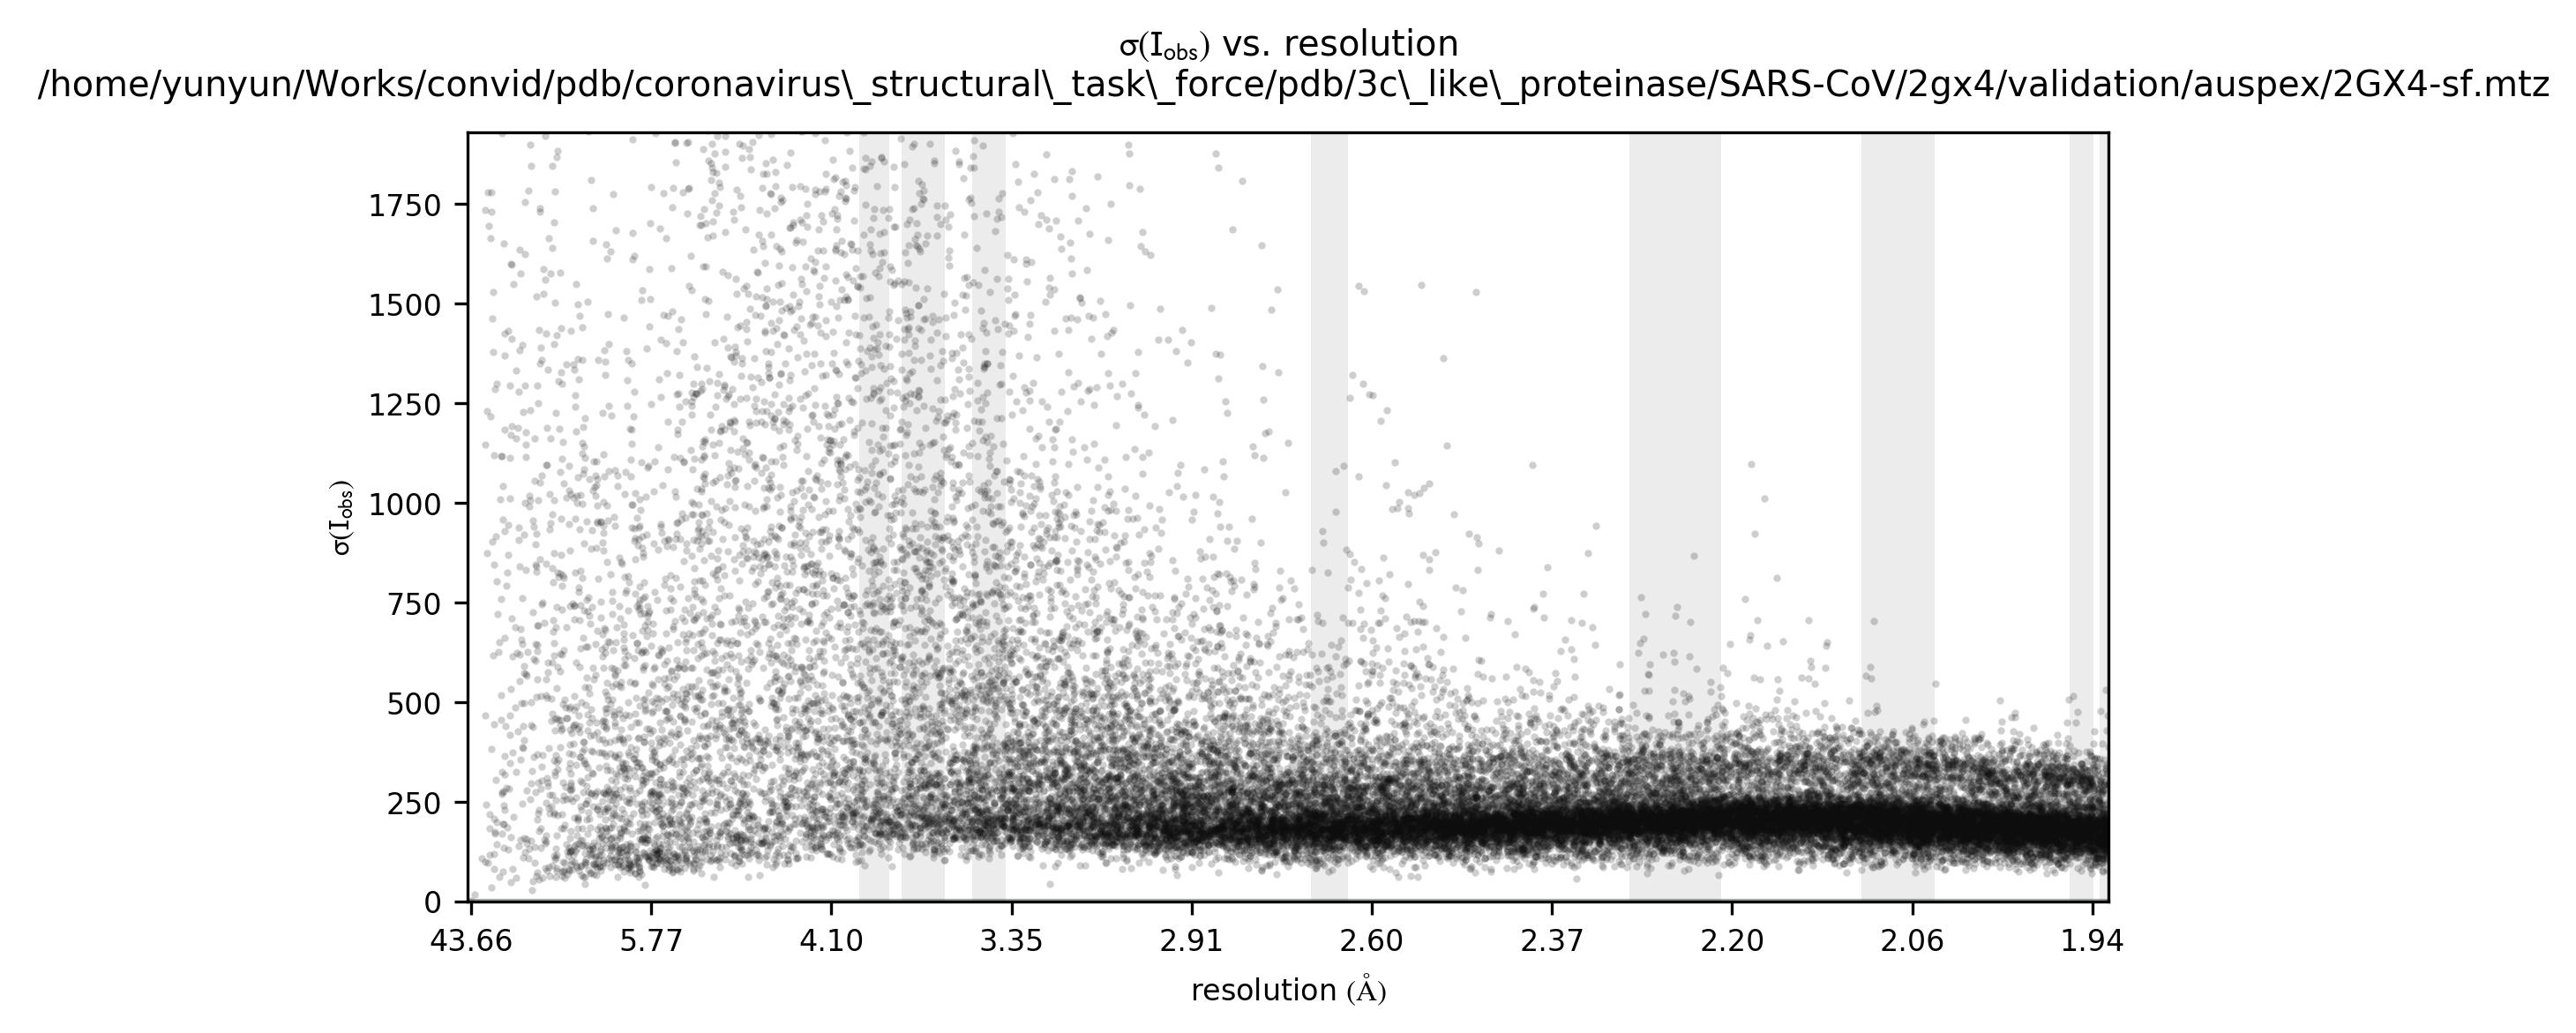 σ(I_obs) vs. resolution
/home/yunyun/Works/convid/pdb/coronavirus\_structural\_task\_force/pdb/3c\_like\_proteinase/SARS-CoV/2gx4/validation/auspex/2GX4-sf.mtz
σ(I_obs)
1750
1500
1250
1000
750
500
250
0
43.66 5.77 4.10 3.35 2.91 2.60 2.37 2.20 2.06 1.94
resolution (Å)